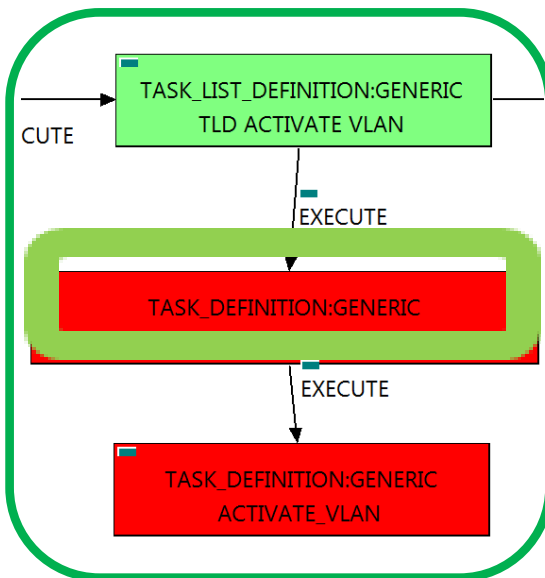 TASK_LIST_DEFINITION:GENERIC
TLD ACTIVATE VLAN
CUTE
EXECUTE
TASK_DEFINITION:GENERIC
EXECUTE
TASK_DEFINITION:GENERIC
ACTIVATE_VLAN